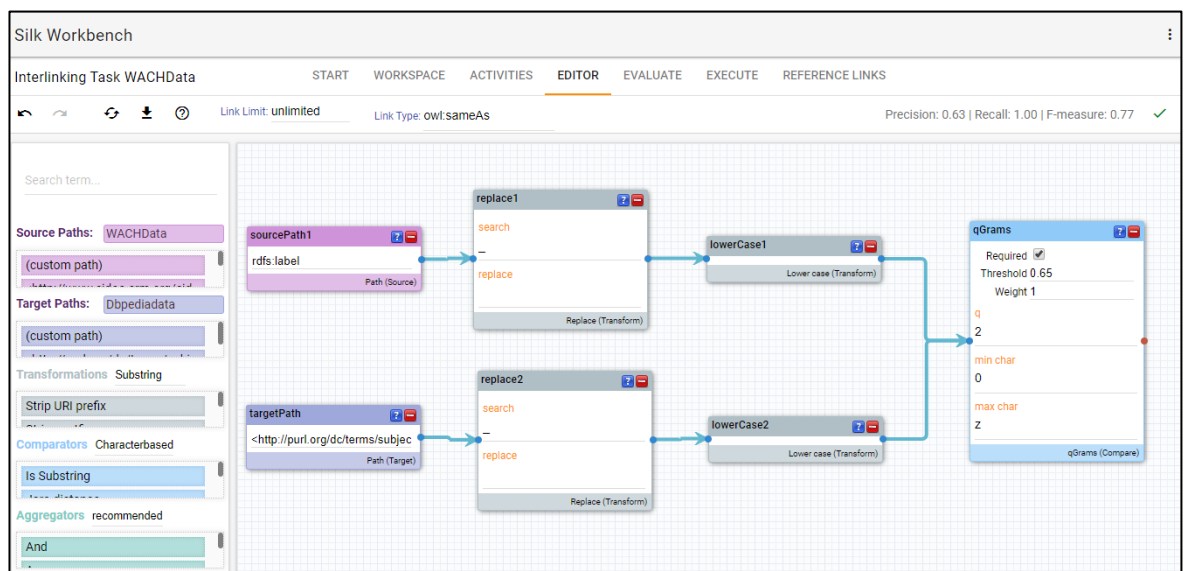 Silk Workbench
Interlinking Task WACHData
START WORKSPACE ACTIVITIES EDITOR EVALUATE EXECUTE REFERENCE LINKS
Link Limit: unlimited
Link Type: owl:sameAs
Precision: 0.63 | Recall: 1.00 | F-measure: 0.77
Search term...
Source Paths: WACHData
(custom path)
Target Paths: Dbpediadata
(custom path)
Transformations Substring
Strip URI prefix
Comparators Characterbased
Is Substring
Aggregators recommended
And
sourcePath1
rdfs:label
Path (Source)
targetPath
<http://purl.org/dc/terms/subjec
Path (Target)
replace1
search
_
replace
Replace (Transform)
replace2
search
_
replace
Replace (Transform)
lowerCase1
Lower case (Transform)
lowerCase2
Lower case (Transform)
qGrams
Required
Threshold 0.65
Weight 1
q
2
min char
0
max char
z
qGrams (Compare)